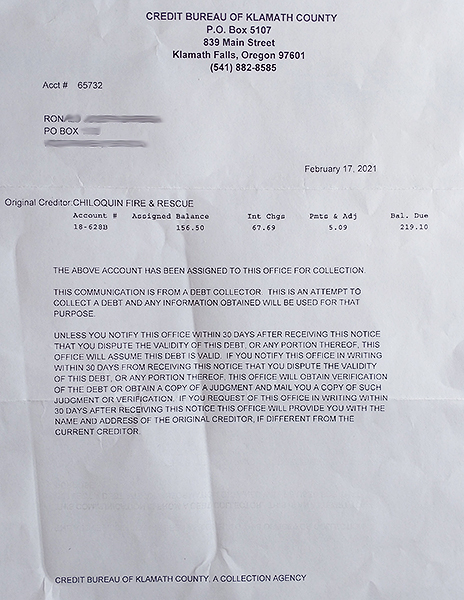 CREDIT BUREAU OF KLAMATH COUNTY
P.O. Box 5107
839 Main Street
Klamath Falls, Oregon 97601
(541) 882-8585
Acct # 65732
RON
PO BOX
February 17, 2021
Original Creditor:CHILOQUIN FIRE & RESCUE
Account # Assigned Balance Int Chgs Pmts & Adj Bal. Due
18-628B 156.50 67.69 5.09 219.10
THE ABOVE ACCOUNT HAS BEEN ASSIGNED TO THIS OFFICE FOR COLLECTION.
THIS COMMUNICATION IS FROM A DEBT COLLECTOR. THIS IS AN ATTEMPT TO
COLLECT A DEBT AND ANY INFORMATION OBTAINED WILL BE USED FOR THAT
PURPOSE.
UNLESS YOU NOTIFY THIS OFFICE WITHIN 30 DAYS AFTER RECEIVING THIS NOTICE
THAT YOU DISPUTE THE VALIDITY OF THIS DEBT, OR ANY PORTION THEREOF, THIS
OFFICE WILL ASSUME THIS DEBT IS VALID. IF YOU NOTIFY THIS OFFICE IN WRITING
WITHIN 30 DAYS FROM RECEIVING THIS NOTICE THAT YOU DISPUTE THE VALIDITY
OF THIS DEBT, OR ANY PORTION THEREOF, THIS OFFICE WILL OBTAIN VERIFICATION
OF THE DEBT OR OBTAIN A COPY OF A JUDGMENT AND MAIL YOU A COPY OF SUCH
JUDGMENT OR VERIFICATION. IF YOU REQUEST OF THIS OFFICE IN WRITING WITHIN
30 DAYS AFTER RECEIVING THIS NOTICE THIS OFFICE WILL PROVIDE YOU WITH THE
NAME AND ADDRESS OF THE ORIGINAL CREDITOR, IF DIFFERENT FROM THE
CURRENT CREDITOR.
CREDIT BUREAU OF KLAMATH COUNTY. A COLLECTION AGENCY